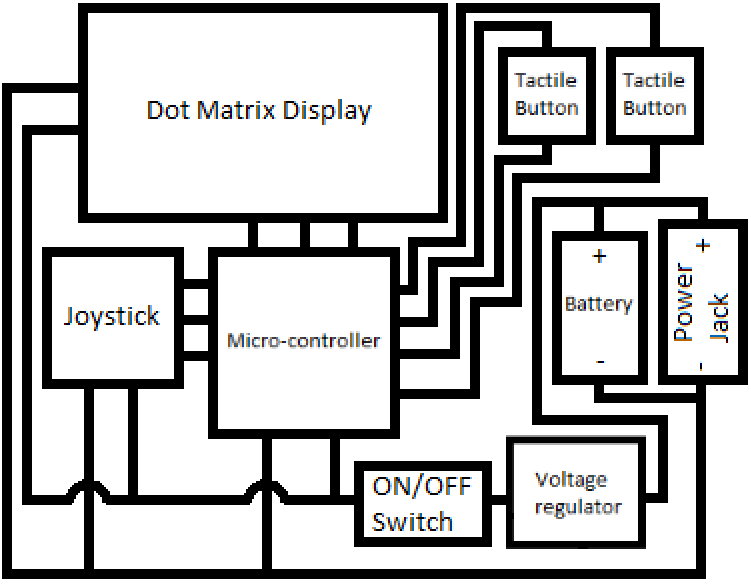 Dot Matrix Display
Tactile
Button
Tactile
Button
Joystick
Micro-controller
+
Battery
-
+
Power
Jack
-
ON/OFF
Switch
Voltage
regulator